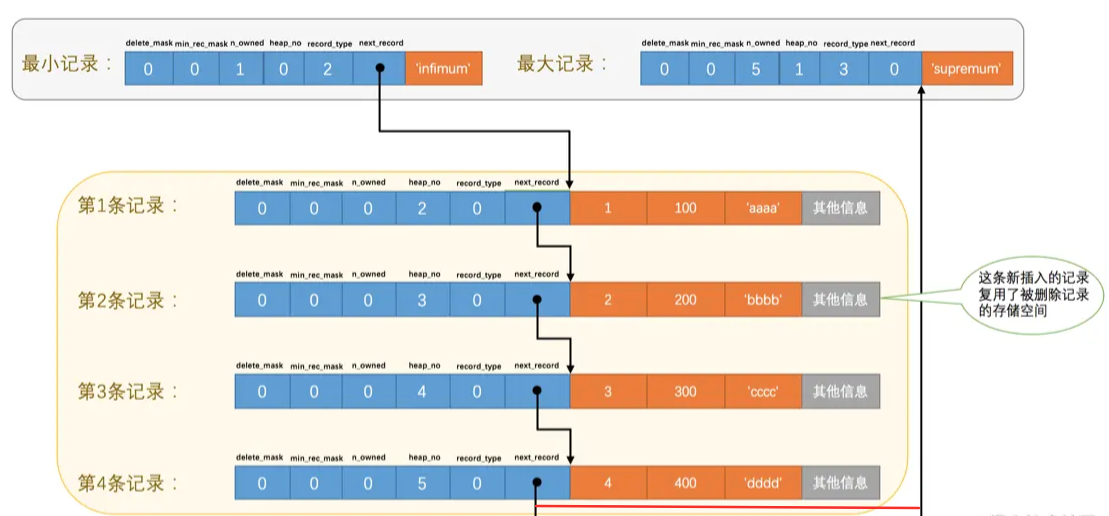 delete_mask min_rec_mask n_owned heap_no record_type next_record
最小记录： 0 0 1 0 2 'infimum'
delete_mask min_rec_mask n_owned heap_no record_type next_record
最大记录： 0 0 5 1 3 0 'supremum'
delete_mask min_rec_mask n_owned heap_no record_type next_record
第1条记录： 0 0 0 2 0 1 100 'aaaa' 其他信息
delete_mask min_rec_mask n_owned heap_no record_type next_record
第2条记录： 0 0 0 3 0 2 200 'bbbb' 其他信息
这条新插入的记录
复用了被删除记录
的存储空间
delete_mask min_rec_mask n_owned heap_no record_type next_record
第3条记录： 0 0 0 4 0 3 300 'cccc' 其他信息
delete_mask min_rec_mask n_owned heap_no record_type next_record
第4条记录： 0 0 0 5 0 4 400 'dddd' 其他信息